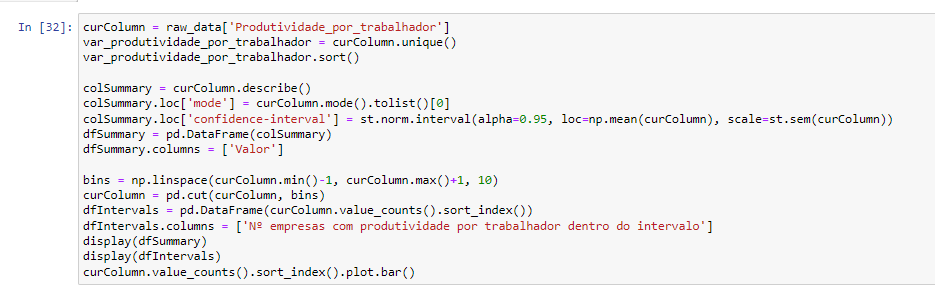 In [32]: curColumn = raw_data['Produtividade_por_trabalhador']
var_produtividade_por_trabalhador = curColumn.unique()
var_produtividade_por_trabalhador.sort()
colSummary = curColumn.describe()
colSummary.loc['mode'] = curColumn.mode().tolist()[0]
colSummary.loc['confidence-interval'] = st.norm.interval(alpha=0.95, loc=np.mean(curColumn), scale=st.sem(curColumn))
dfSummary = pd.DataFrame(colSummary)
dfSummary.columns = ['Valor']
bins = np.linspace(curColumn.min()-1, curColumn.max()+1, 10)
curColumn = pd.cut(curColumn, bins)
dfIntervals = pd.DataFrame(curColumn.value_counts().sort_index())
dfIntervals.columns = ['Nº empresas com produtividade por trabalhador dentro do intervalo']
display(dfSummary)
display(dfIntervals)
curColumn.value_counts().sort_index().plot.bar()